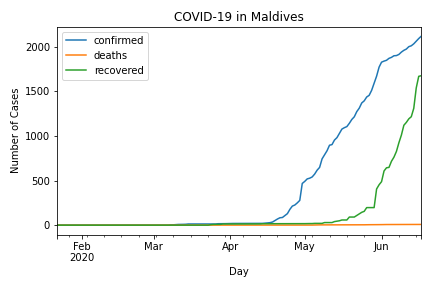 COVID-19 in Maldives
confirmed
deaths
recovered
Number of Cases
2000
1500
1000
500
0
Feb
2020
Mar
Apr
May
Jun
Day